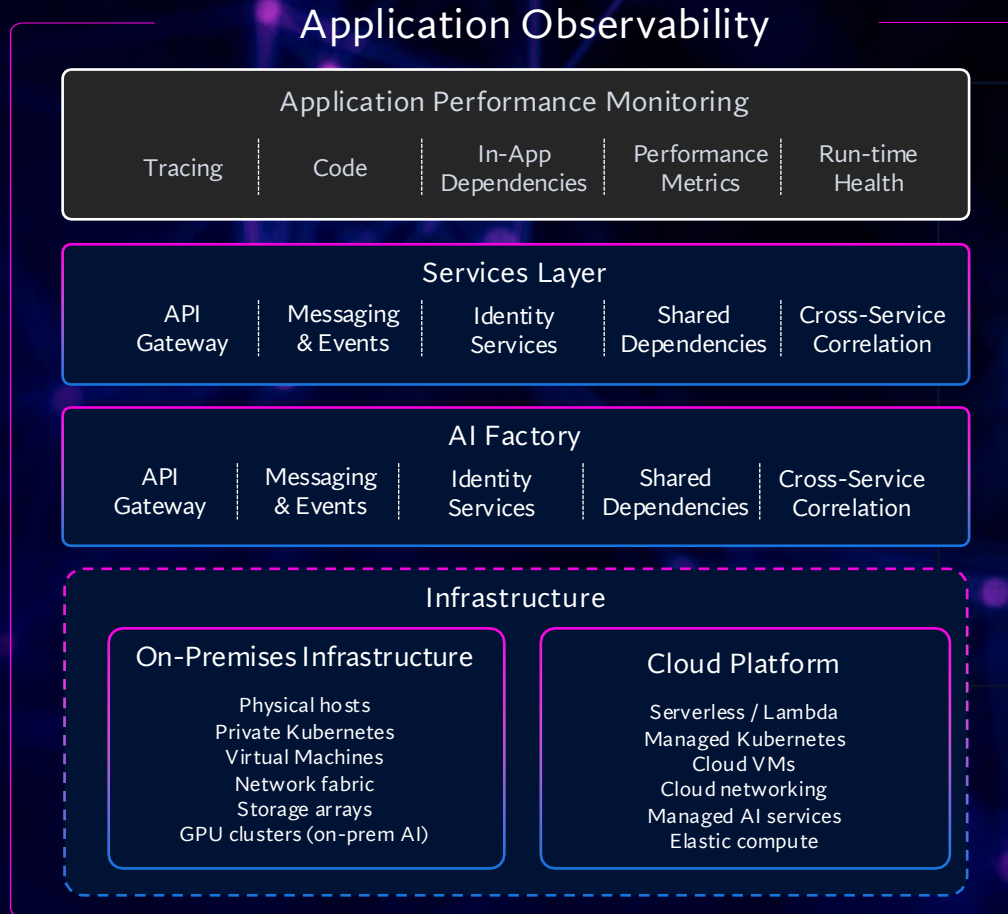 Application Observability
Application Performance Monitoring
Tracing
Code
In-App
Dependencies
Performance
Metrics
Run-time
Health
Services Layer
API
Gateway
Messaging
& Events
Identity
Services
Shared
Dependencies
Cross-Service
Correlation
AI Factory
API
Gateway
Messaging
& Events
Identity
Services
Shared
Dependencies
Cross-Service
Correlation
Infrastructure
On-Premises Infrastructure
Physical hosts
Private Kubernetes
Virtual Machines
Network fabric
Storage arrays
GPU clusters (on-prem AI)
Cloud Platform
Serverless / Lambda
Managed Kubernetes
Cloud VMs
Cloud networking
Managed AI services
Elastic compute